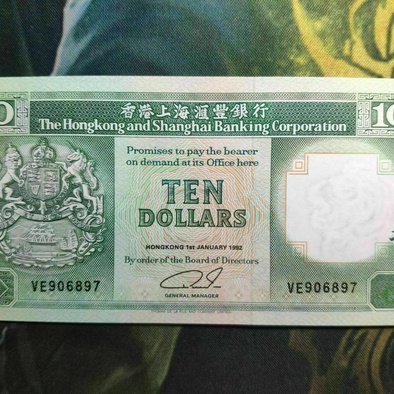 香港上海滙豐銀行
The Hongkong and Shanghai Banking Corporation
10
Promises to pay the bearer
on demand at its Office here
TEN
DOLLARS
HONGKONG 1st JANUARY 1992
By order of the Board of Directors
GENERAL MANAGER
VE906897
VE906897